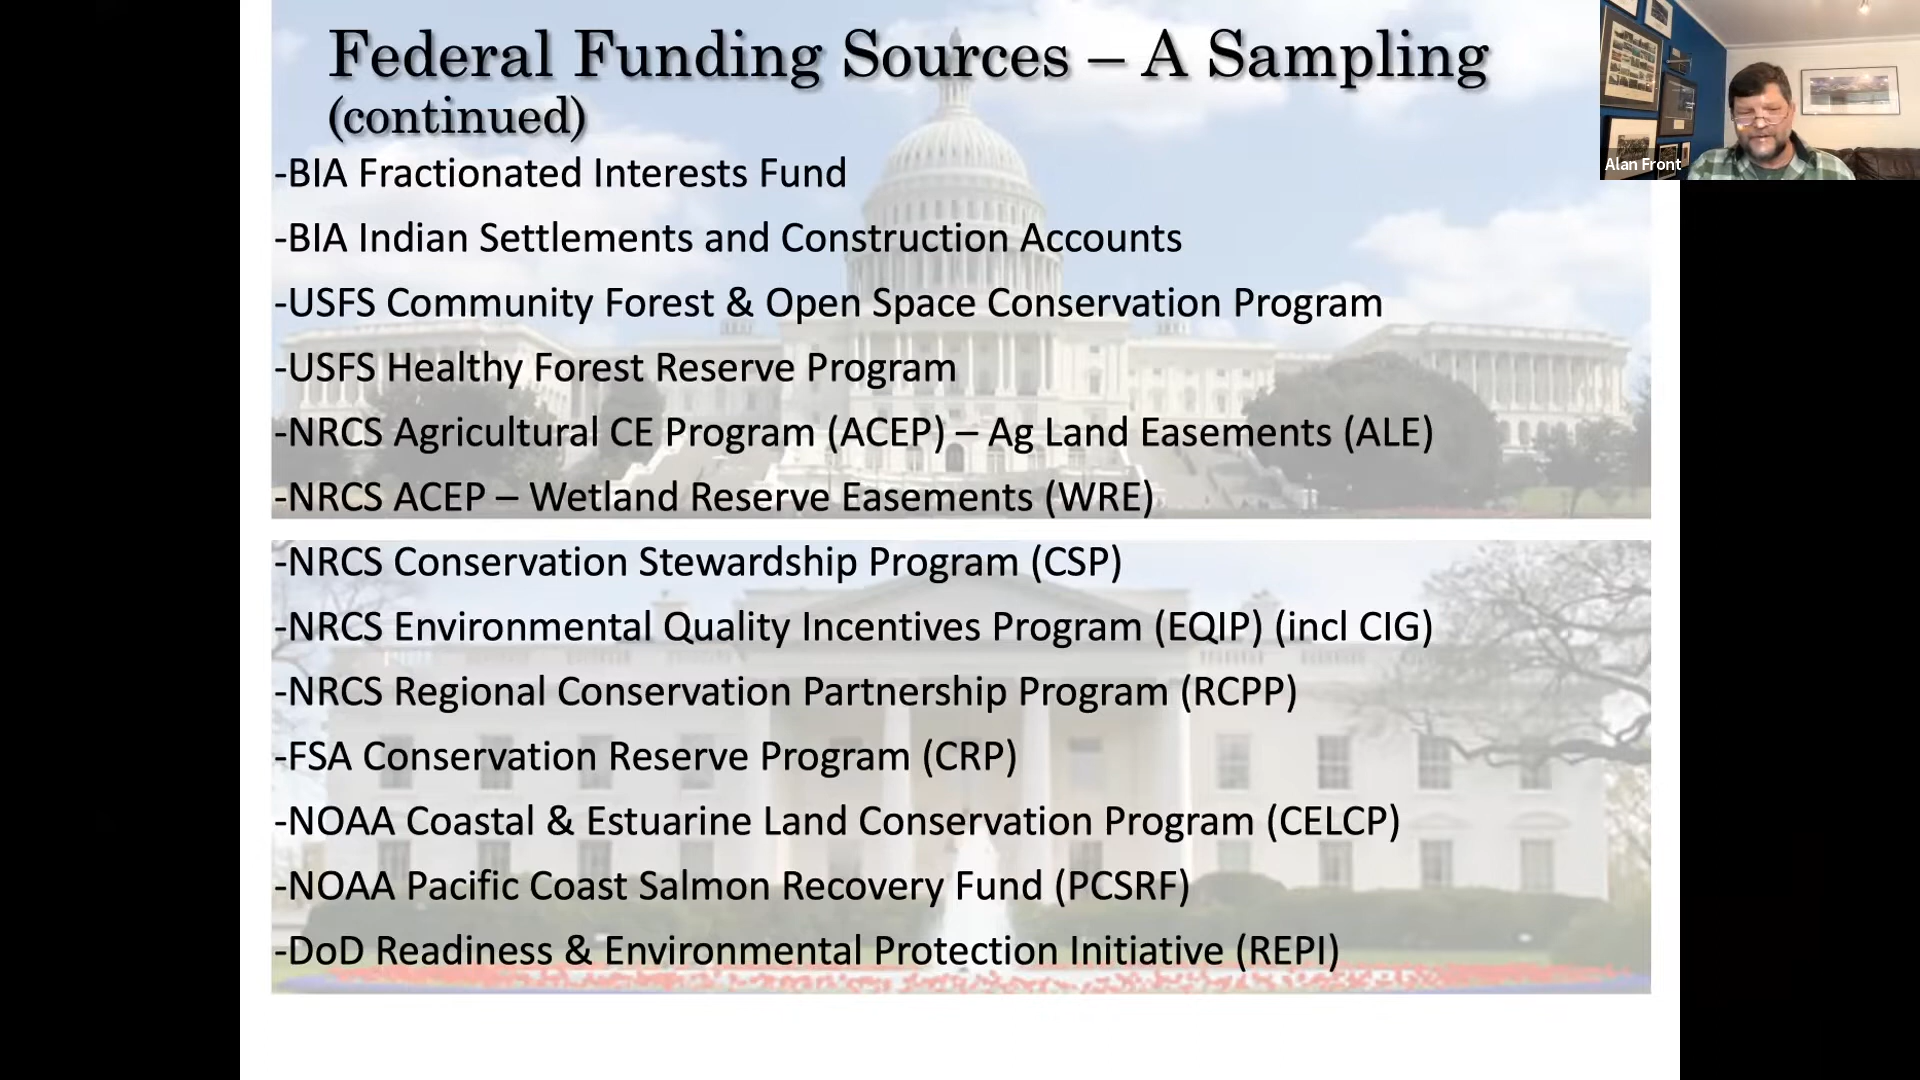 Federal Funding Sources – A Sampling
(continued)
Alan Front
-BIA Fractionated Interests Fund
-BIA Indian Settlements and Construction Accounts
-USFS Community Forest & Open Space Conservation Program
-USFS Healthy Forest Reserve Program
-NRCS Agricultural CE Program (ACEP) – Ag Land Easements (ALE)
-NRCS ACEP – Wetland Reserve Easements (WRE)
-NRCS Conservation Stewardship Program (CSP)
-NRCS Environmental Quality Incentives Program (EQIP) (incl CIG)
-NRCS Regional Conservation Partnership Program (RCPP)
-FSA Conservation Reserve Program (CRP)
-NOAA Coastal & Estuarine Land Conservation Program (CELCP)
-NOAA Pacific Coast Salmon Recovery Fund (PCSRF)
-DoD Readiness & Environmental Protection Initiative (REPI)